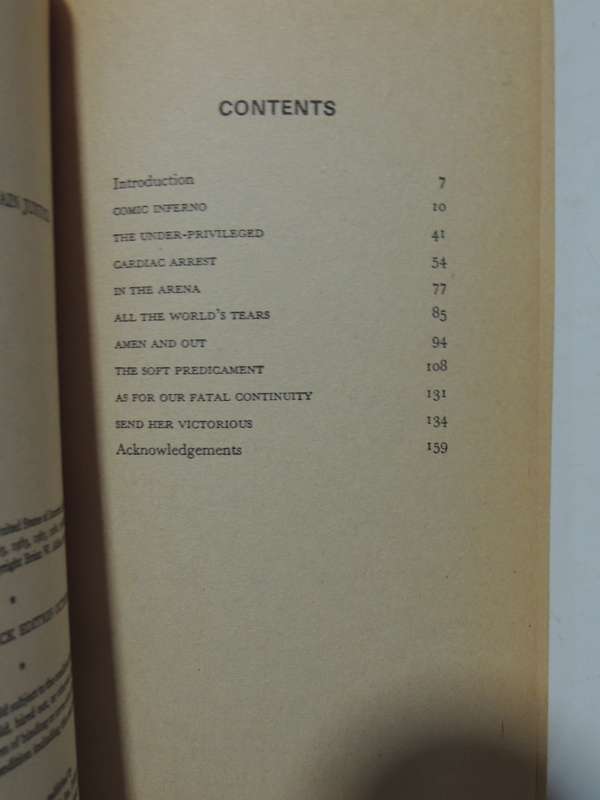 CONTENTS
Introduction 7
COMIC INFERNO 10
THE UNDER-PRIVILEGED 41
CARDIAC ARREST 54
IN THE ARENA 77
ALL THE WORLD'S TEARS 85
AMEN AND OUT 94
THE SOFT PREDICAMENT 108
AS FOR OUR FATAL CONTINUITY 131
SEND HER VICTORIOUS 134
Acknowledgements 159